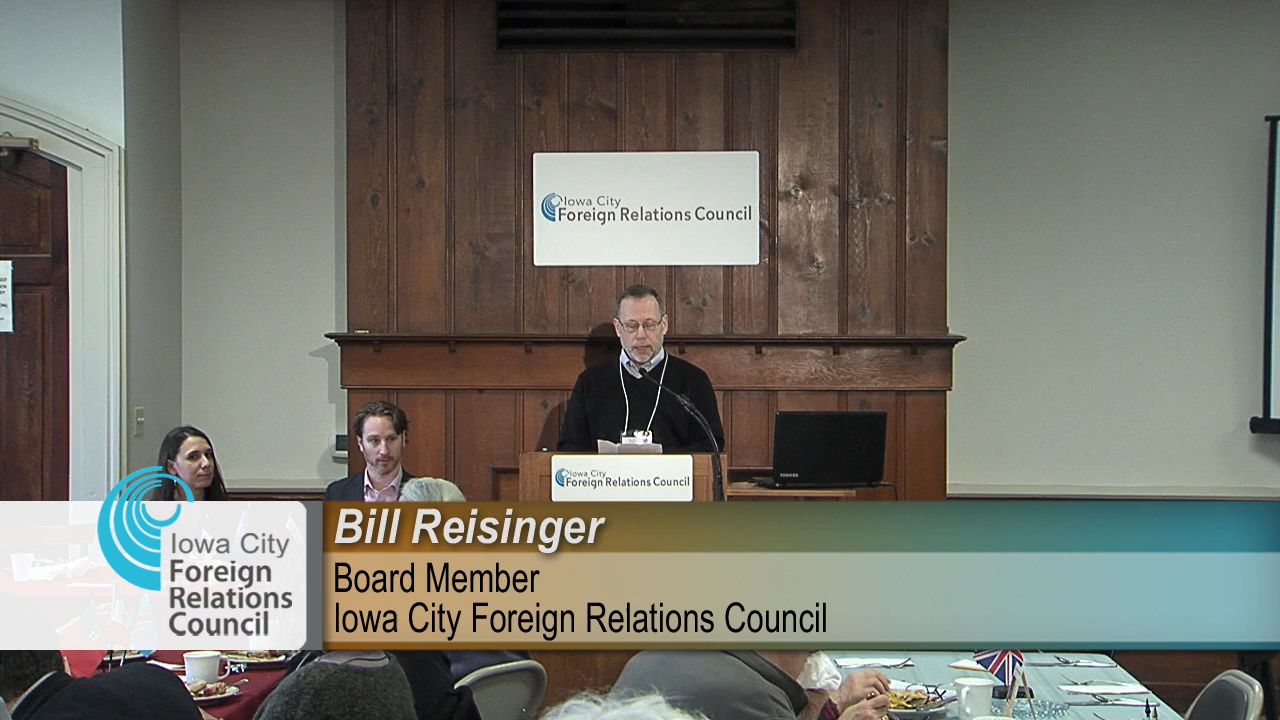 Iowa City
Foreign Relations Council
TOSHIBA
Iowa City
Foreign Relations Council
Iowa City
Foreign
Relations
Council
Bill Reisinger
Board Member
Iowa City Foreign Relations Council